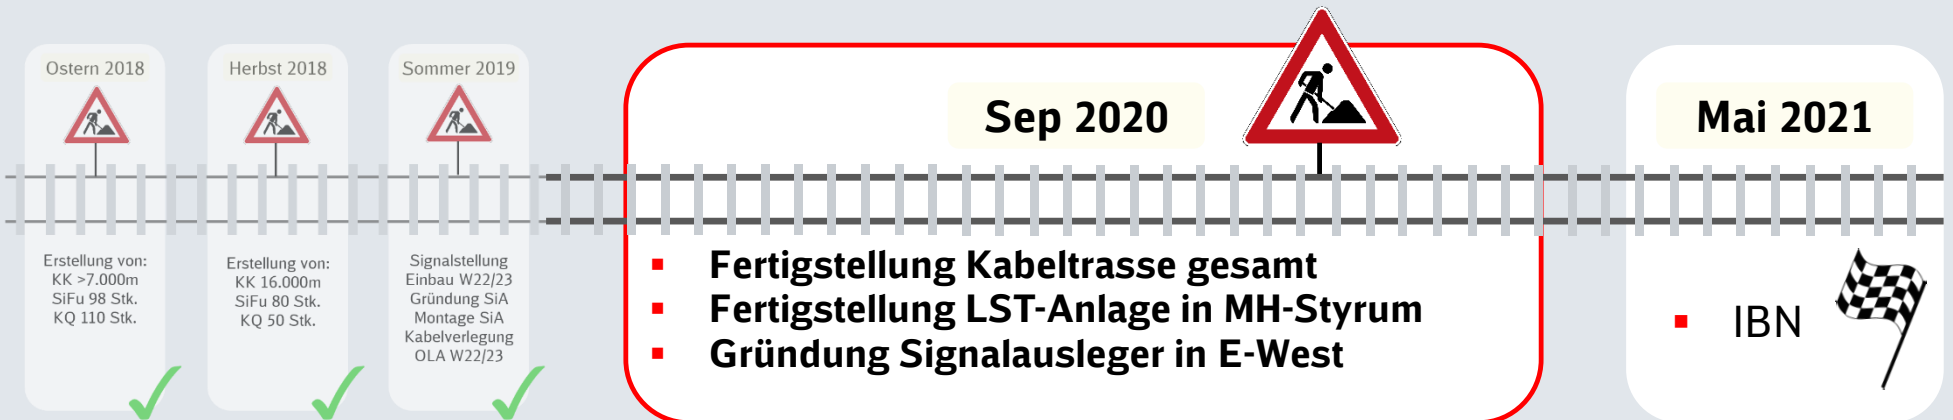 Ostern 2018
Erstellung von:
KK >7.000m
SiFu 98 Stk.
KQ 110 Stk.
Herbst 2018
Erstellung von:
KK 16.000m
SiFu 80 Stk.
KQ 50 Stk.
Sommer 2019
Signalstellung
Einbau W22/23
Gründung SiA
Montage SiA
Kabelverlegung
OLA W22/23
Sep 2020
▪ Fertigstellung Kabeltrasse gesamt
▪ Fertigstellung LST-Anlage in MH-Styrum
▪ Gründung Signalausleger in E-West
Mai 2021
▪ IBN